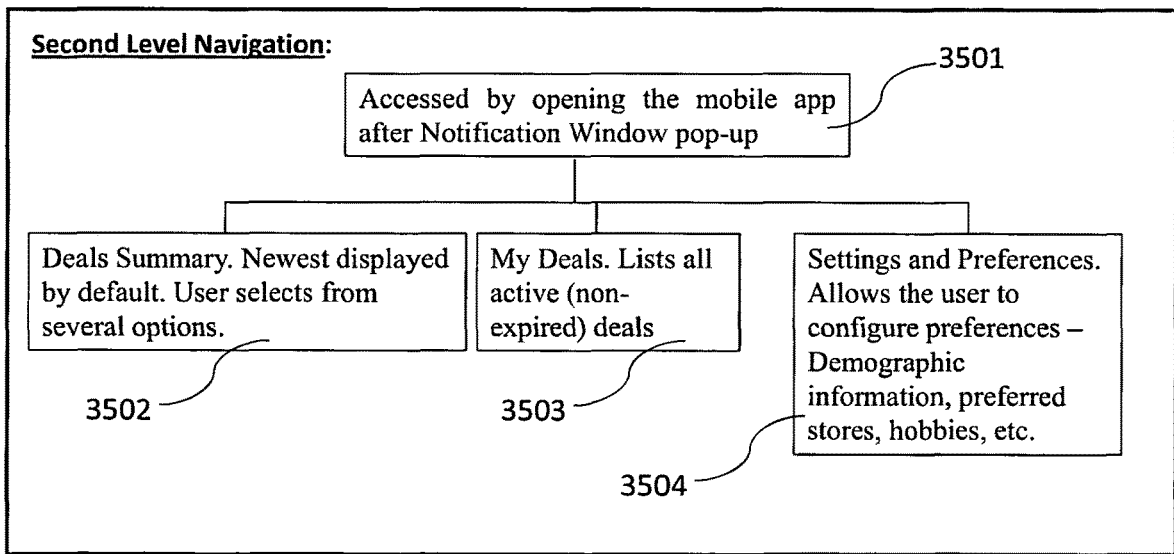 Second Level Navigation:
3501
Accessed by opening the mobile app
after Notification Window pop-up
Deals Summary. Newest displayed
by default. User selects from
several options.
3502
My Deals. Lists all
active (non-
expired) deals
3503
Settings and Preferences.
Allows the user to
configure preferences –
Demographic
information, preferred
stores, hobbies, etc.
3504